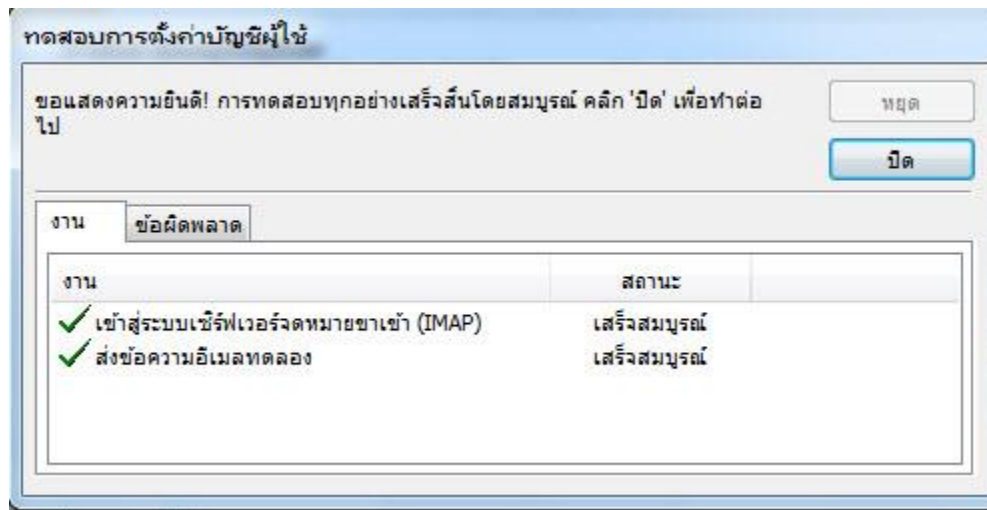 ทดสอบการตั้งค่าบัญชีผู้ใช้
ขอแสดงความยินดี! การทดสอบทุกอย่างเสร็จสิ้นโดยสมบูรณ์ คลิก 'ปิด' เพื่อทำต่อ
ไป
หยุด
ปิด
งาน ข้อผิดพลาด
งาน สถานะ
เข้าสู่ระบบเซิร์ฟเวอร์จดหมายขาเข้า (IMAP) เสร็จสมบูรณ์
ส่งข้อความอีเมลทดลอง เสร็จสมบูรณ์